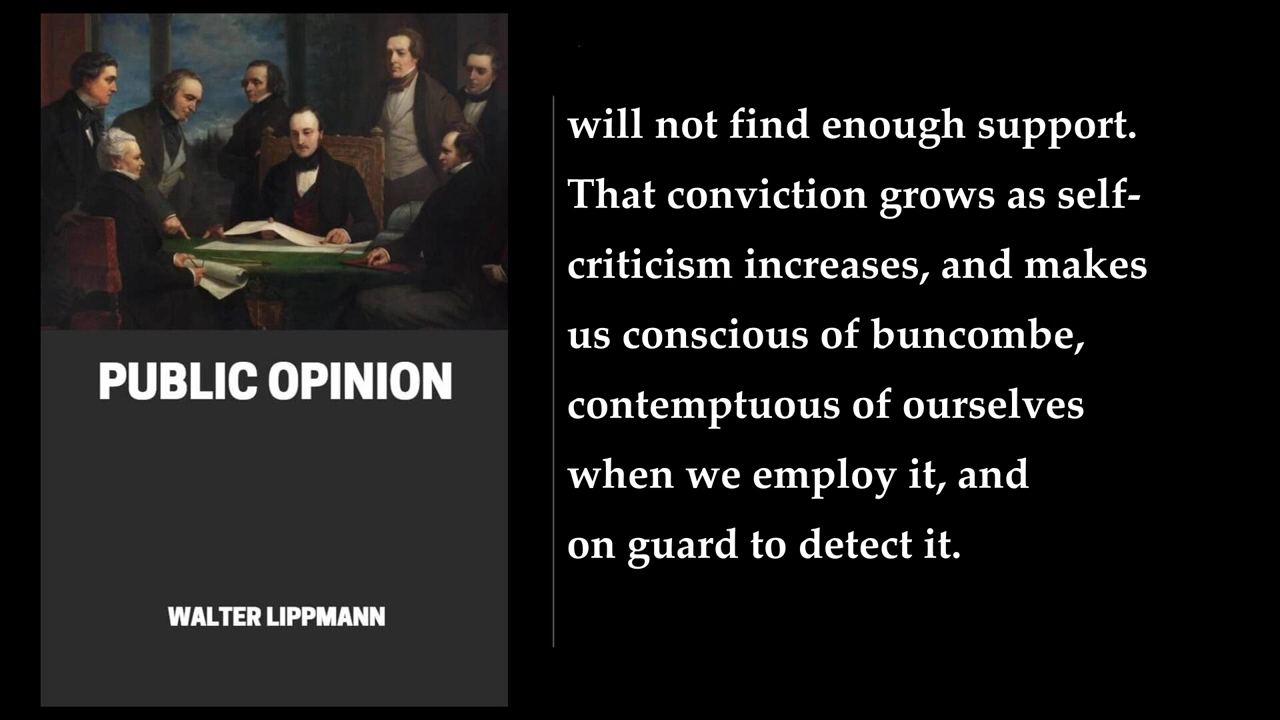 PUBLIC OPINION
WALTER LIPPMANN
will not find enough support.
That conviction grows as self-
criticism increases, and makes
us conscious of buncombe,
contemptuous of ourselves
when we employ it, and
on guard to detect it.